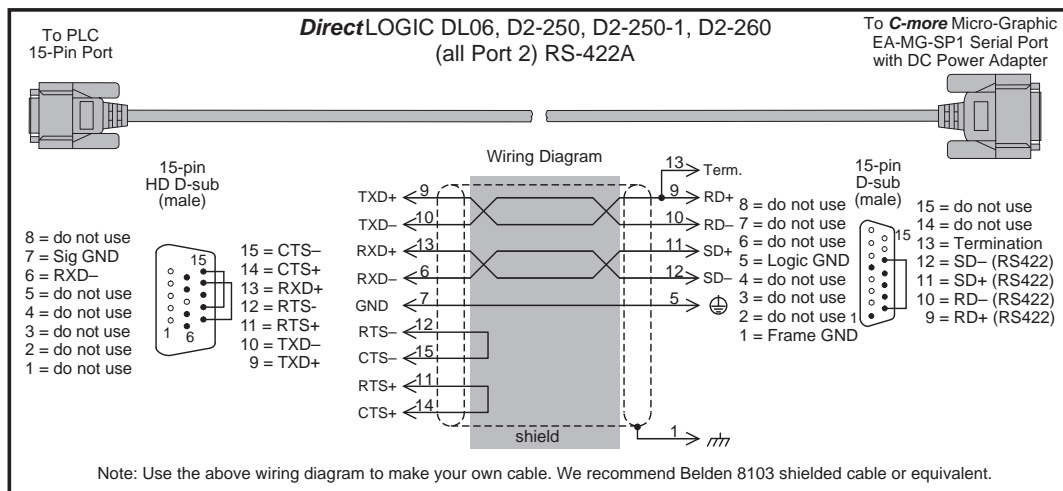 DirectLOGIC DL06, D2-250, D2-250-1, D2-260
(all Port 2) RS-422A
To PLC
15-Pin Port
To C-more Micro-Graphic
EA-MG-SP1 Serial Port
with DC Power Adapter
15-pin
HD D-sub
(male)
8 = do not use
7 = Sig GND
6 = RXD–
5 = do not use
4 = do not use
3 = do not use
2 = do not use
1 = do not use
15
1
6
15 = CTS–
14 = CTS+
13 = RXD+
12 = RTS-
11 = RTS+
10 = TXD–
9 = TXD+
Wiring Diagram
13 Term.
TXD+ 9 9 RD+
TXD– 10 10 RD–
RXD+ 13 11 SD+
RXD– 6 12 SD–
GND 7 5
RTS– 12
CTS– 15
RTS+ 11
CTS+ 14
shield
1
8 = do not use
7 = do not use
6 = do not use
5 = Logic GND
4 = do not use
3 = do not use
2 = do not use
1 = Frame GND
15-pin
D-sub
(male)
15
1
15 = do not use
14 = do not use
13 = Termination
12 = SD– (RS422)
11 = SD+ (RS422)
10 = RD– (RS422)
9 = RD+ (RS422)
Note: Use the above wiring diagram to make your own cable. We recommend Belden 8103 shielded cable or equivalent.